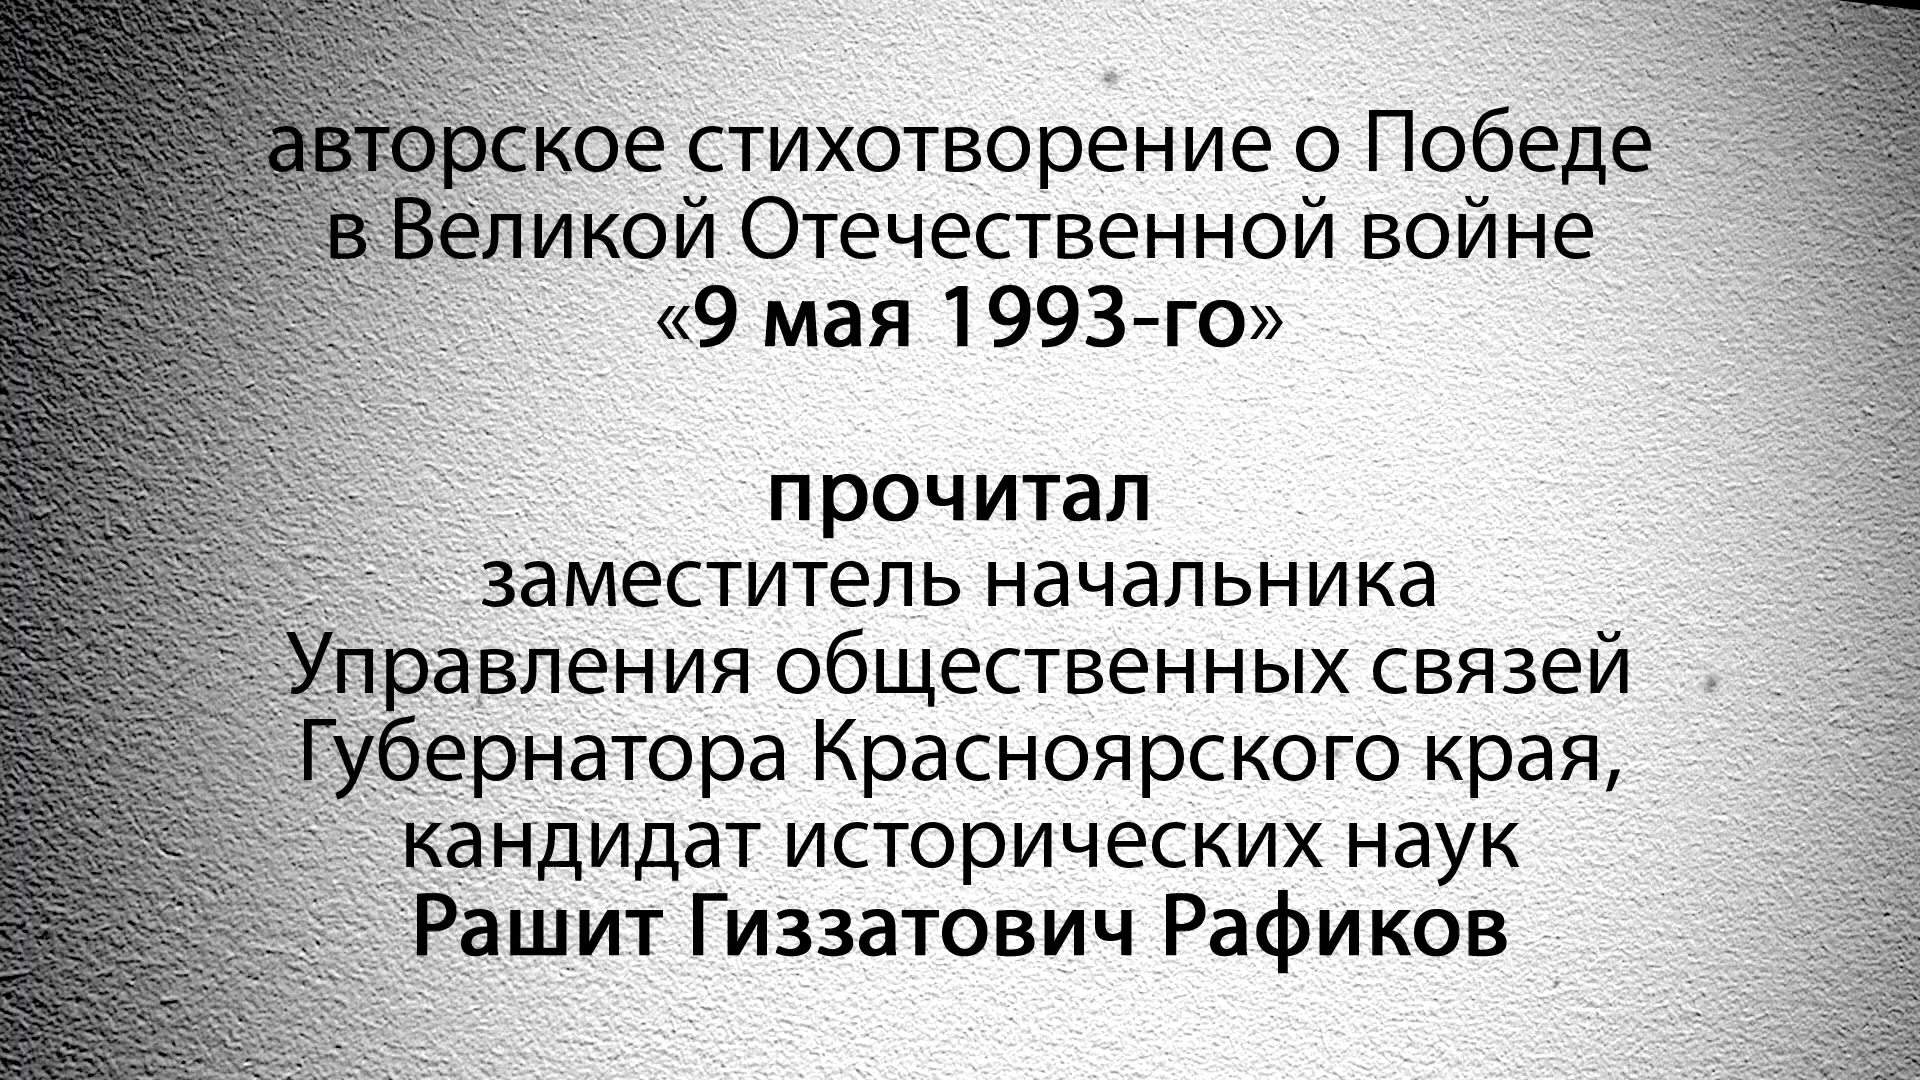 авторское стихотворение о Победе
в Великой Отечественной войне
«9 мая 1993-го»
прочитал
заместитель начальника
Управления общественных связей
Губернатора Красноярского края,
кандидат исторических наук
Рашит Гиззатович Рафиков